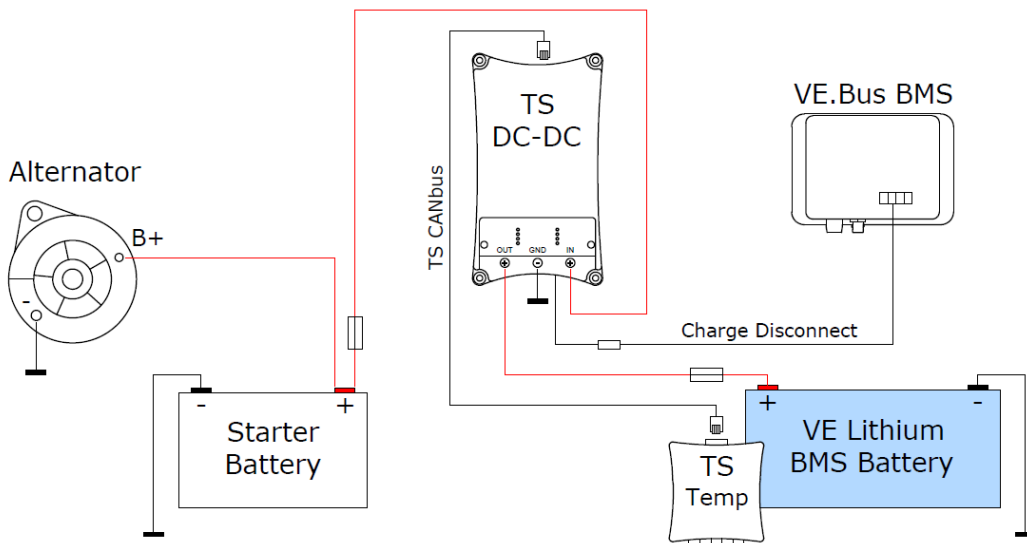 TS
DC-DC
VE.Bus BMS
Alternator
B+
-
TS CANbus
OUT
GND
IN
+
-
+
Charge Disconnect
-
+
Starter
Battery
+
-
VE Lithium
BMS Battery
TS
Temp